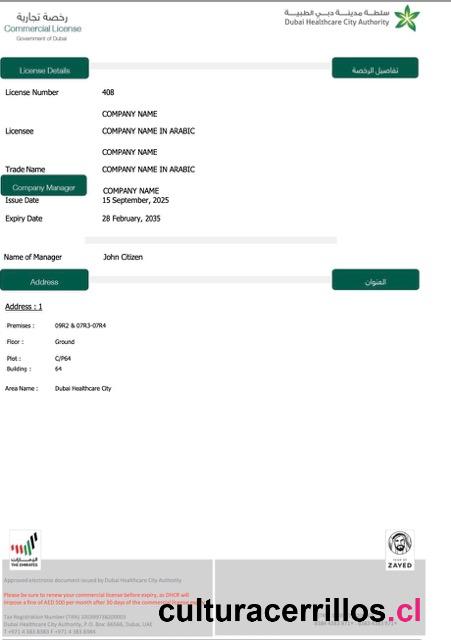 رخصة تجارية
Commercial License
Government of Dubai
سلطة مدينة دبي الطبية
Dubai Healthcare City Authority
License Details
تفاصيل الرخصة
License Number 408
COMPANY NAME
Licensee COMPANY NAME IN ARABIC
COMPANY NAME
Trade Name COMPANY NAME IN ARABIC
Company Manager COMPANY NAME
Issue Date 15 September, 2025
Expiry Date 28 February, 2035
Name of Manager John Citizen
Address
العنوان
Address : 1
Premises : 09R2 & 07R3-07R4
Floor : Ground
Plot : C/P64
Building : 64
Area Name : Dubai Healthcare City
THE EMIRATES
YEAR OF
ZAYED
Approved electronic document issued by Dubai Healthcare City Authority
Please be sure to renew your commercial license before expiry, as DHCR will
impose a fine of AED 500 per month after 30 days of the commercial license
Tax Registration Number (TRN)
Dubai Healthcare City Authority, P.O. Box: 66566, Dubai, UAE
T +971 4 383 8383 F +971 4 383 8384
culturacerrillos.cl